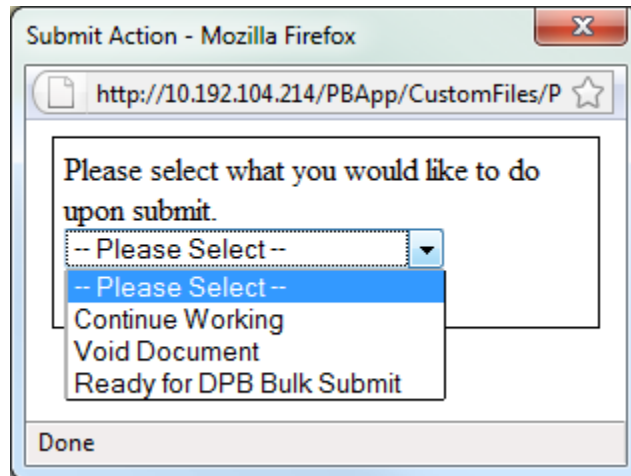 Submit Action - Mozilla Firefox
http://10.192.104.214/PBApp/CustomFiles/P
Please select what you would like to do
upon submit.
-- Please Select --
-- Please Select --
Continue Working
Void Document
Ready for DPB Bulk Submit
Done